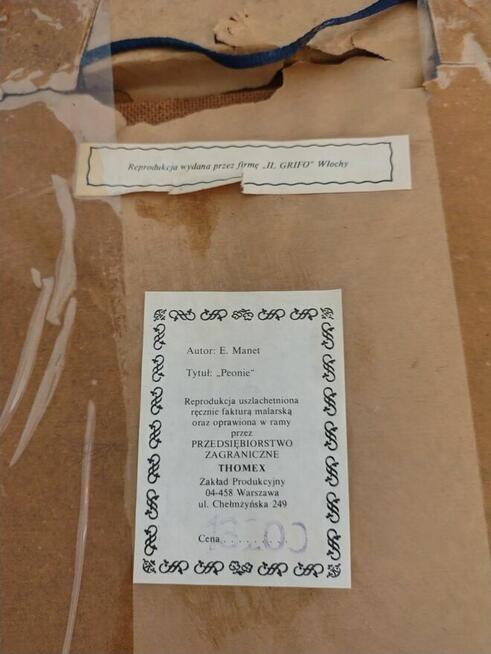 Reprodukcja wydana przez firmę „IL GRIFO" Włochy
Autor: E. Manet
Tytuł: „Peonie"
Reprodukcja uszlachetniona
ręcznie fakturą malarską
oraz oprawiona w ramy
przez
PRZEDSIĘBIORSTWO
ZAGRANICZNE
THOMEX
Zakład Produkcyjny
04-458 Warszawa
ul. Chełmżyńska 249
Cena . . . . . . . . . .